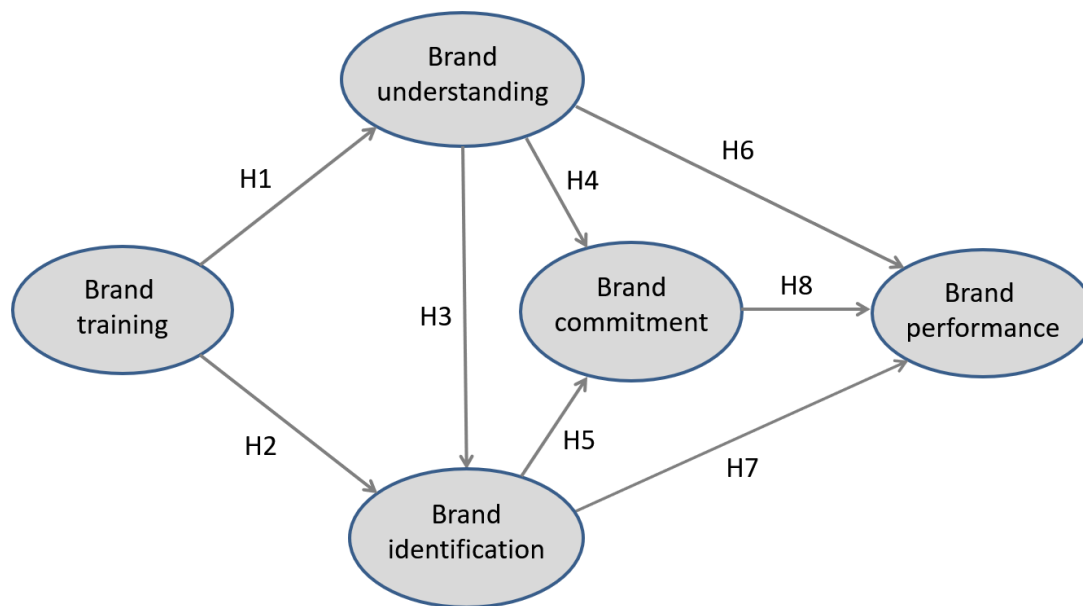 Brand
understanding
H6
H1
H4
Brand
training
H3
Brand
commitment
H8
Brand
performance
H2
H5
H7
Brand
identification